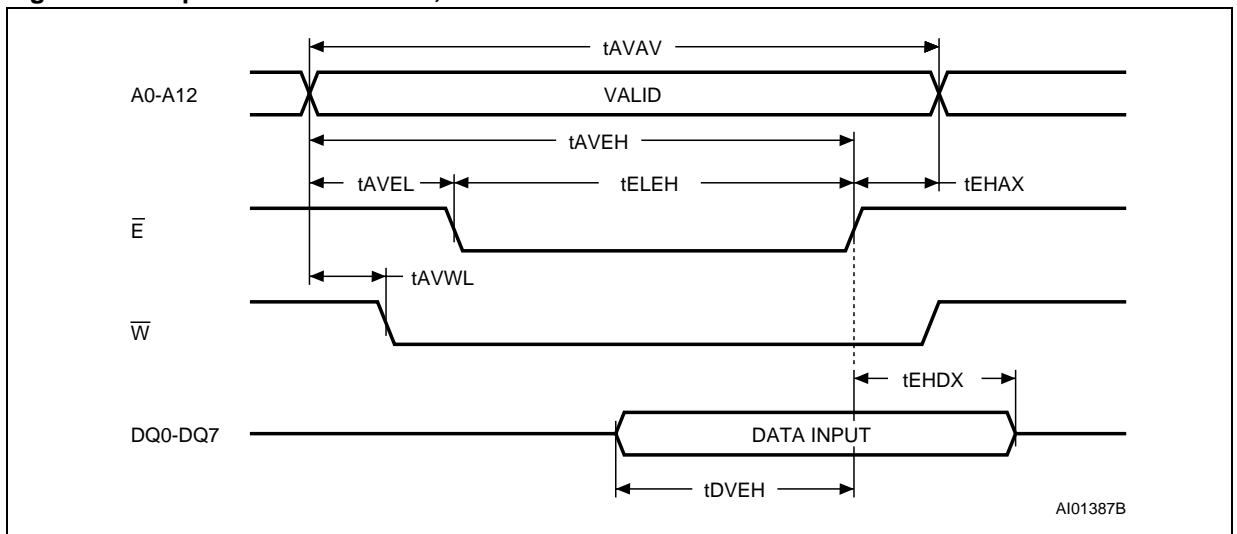 tAVAV
A0-A12
VALID
tAVEH
tAVEL
tELEH
tEHAX
E̅
tAVWL
W̅
tEHDX
DQ0-DQ7
DATA INPUT
tDVEH
AI01387B